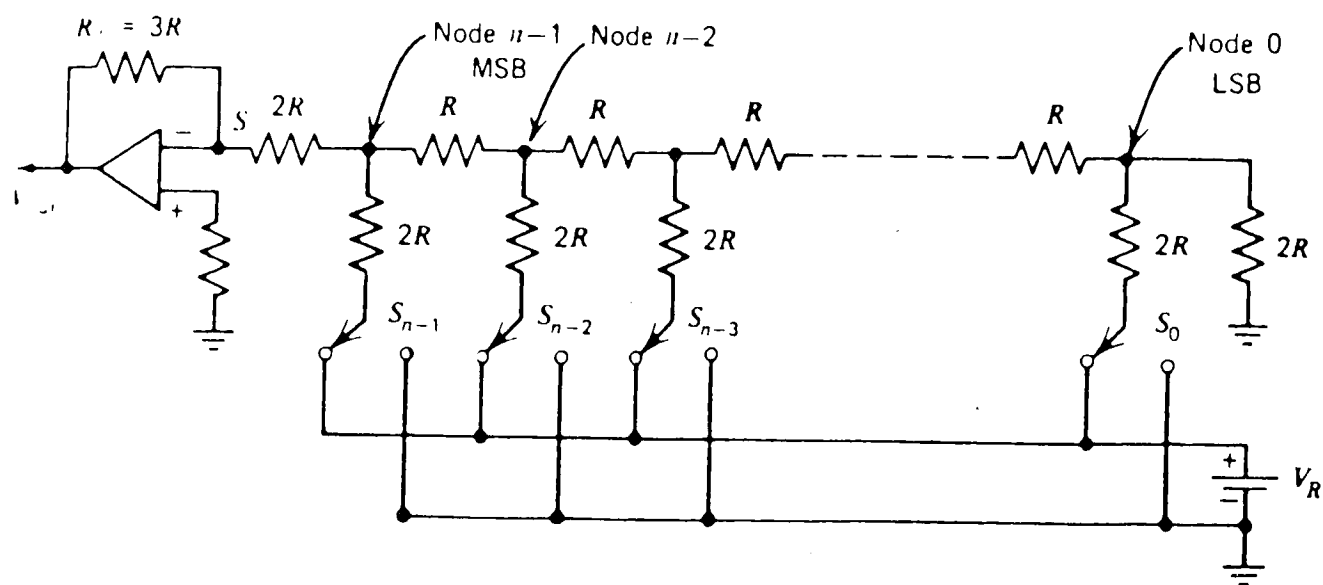 = 3R
Node n−1
MSB
Node n−2
Node 0
LSB
S
2R
R
R
R
R
−
+
2R
2R
2R
2R
2R
S_{n−1}
S_{n−2}
S_{n−3}
S_0
+
−
V_R